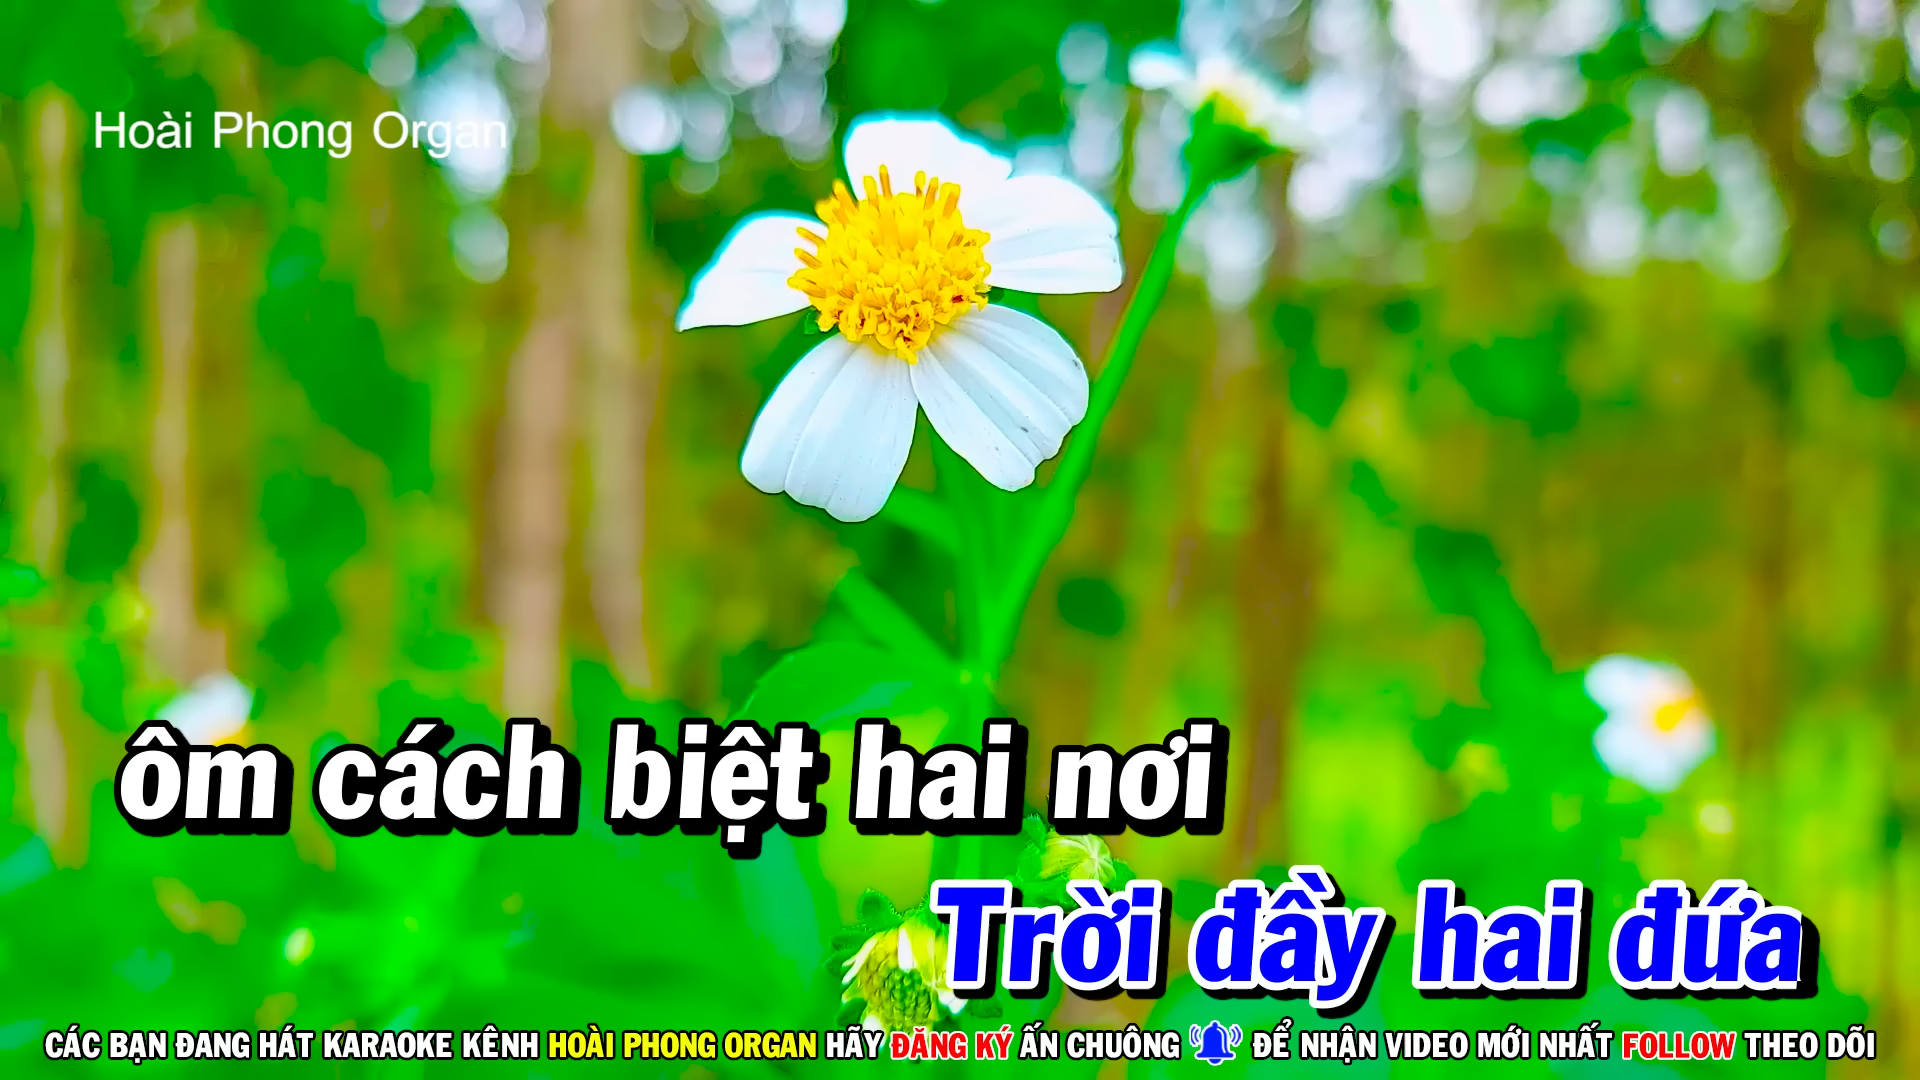 Hoài Phong Organ
ôm cách biệt hai nơi
Trời đầy hai đứa
CÁC BẠN ĐANG HÁT KARAOKE KÊNH HOÀI PHONG ORGAN HÃY ĐĂNG KÝ ẤN CHUÔNG ĐỂ NHẬN VIDEO MỚI NHẤT FOLLOW THEO DÕI